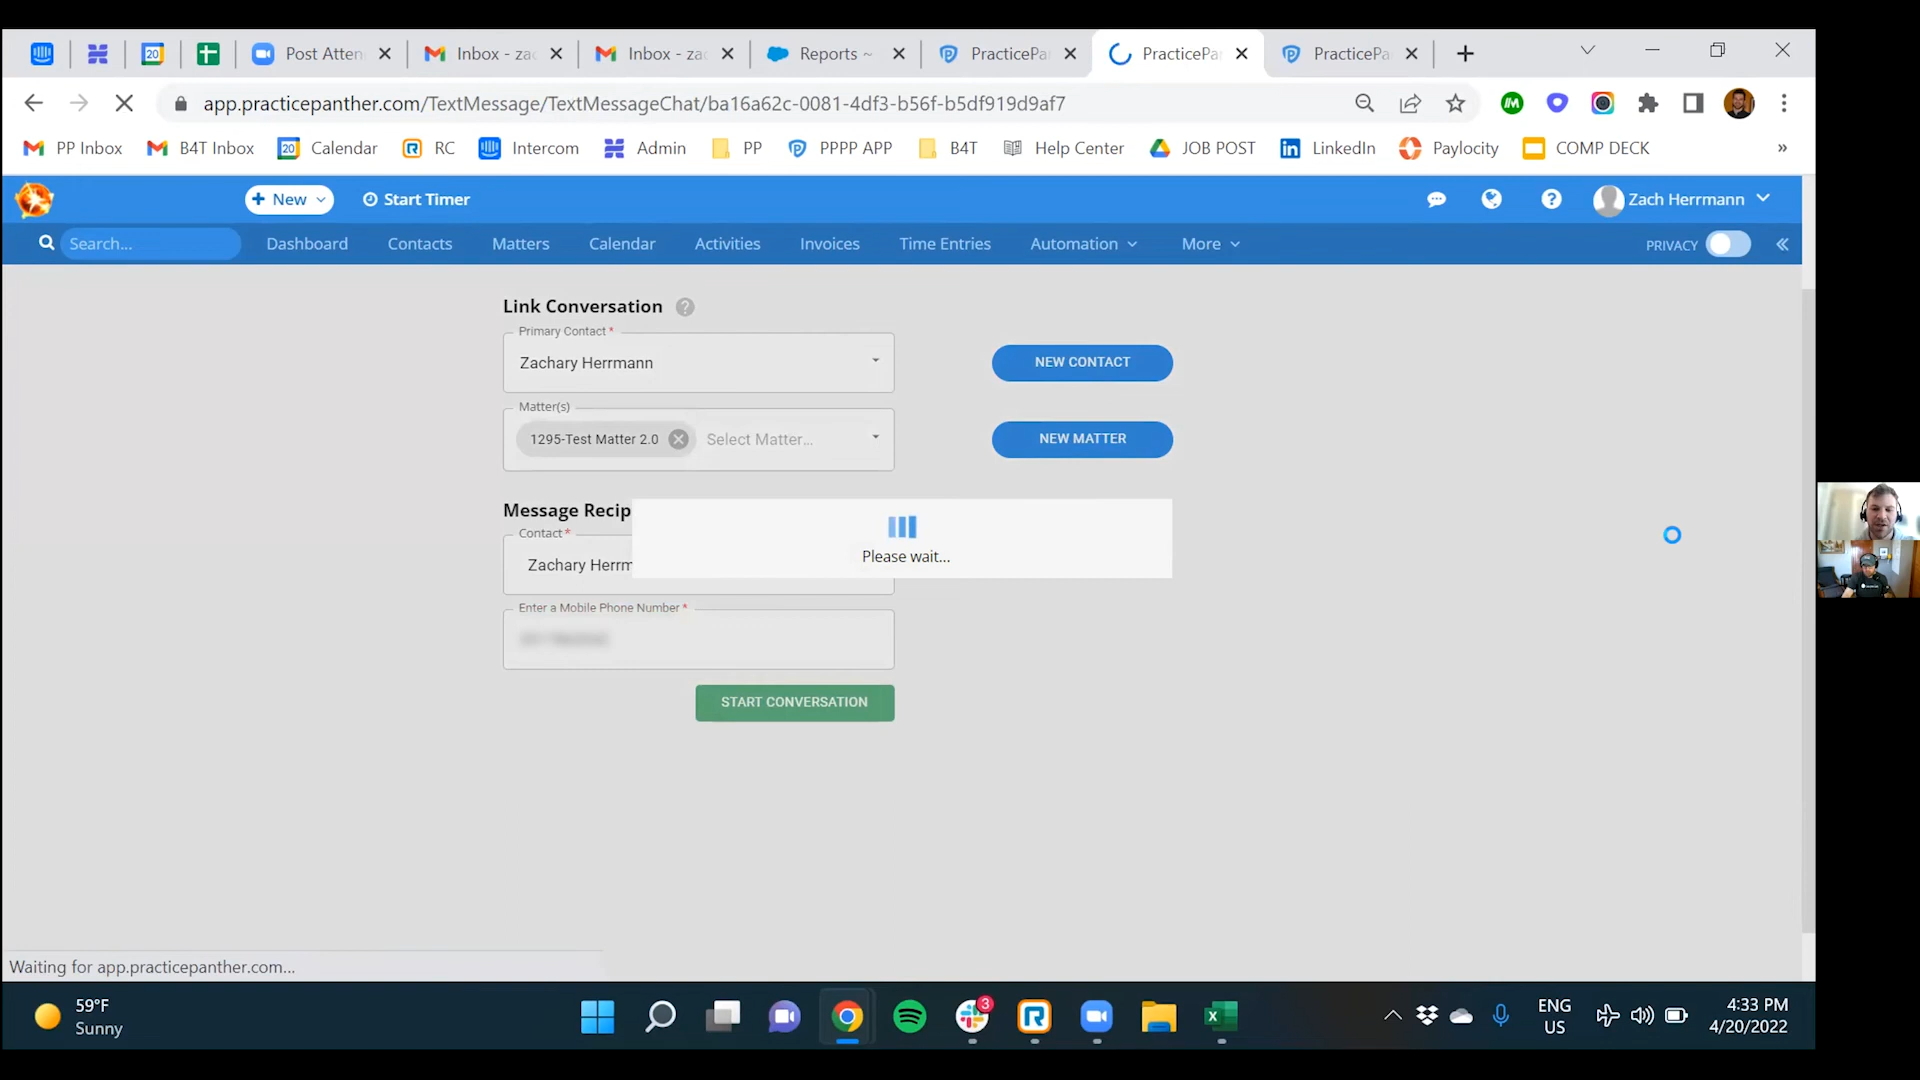 Post Atten
Inbox - za
Inbox - za
Reports ~
PracticePa
PracticePa
PracticePa
app.practicepanther.com/TextMessage/TextMessageChat/ba16a62c-0081-4df3-b56f-b5df919d9af7
PP Inbox
B4T Inbox
20 Calendar
RC
Intercom
Admin
PP
PPPP APP
B4T
Help Center
JOB POST
LinkedIn
Paylocity
COMP DECK
»
+ New
Start Timer
Zach Herrmann
Search...
Dashboard
Contacts
Matters
Calendar
Activities
Invoices
Time Entries
Automation
More
PRIVACY
Link Conversation ?
Primary Contact *
Zachary Herrmann
NEW CONTACT
Matter(s)
1295-Test Matter 2.0
Select Matter...
NEW MATTER
Message Recip
Contact *
Zachary Herrm
Please wait...
Enter a Mobile Phone Number *
START CONVERSATION
Waiting for app.practicepanther.com...
59°F
Sunny
3
ENG
US
4:33 PM
4/20/2022